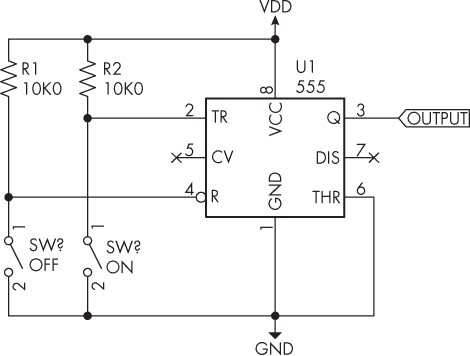 VDD
R1
10K0
R2
10K0
U1
555
8
VCC
2
TR
Q
3
OUTPUT
5
CV
DIS
7
4
R
GND
THR
6
1
1
SW?
OFF
2
1
SW?
ON
2
GND